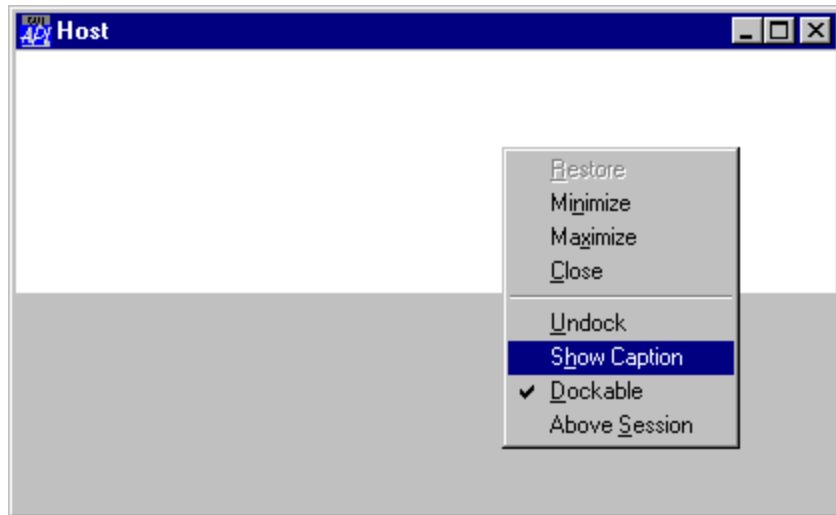 Host
Restore
Minimize
Maximize
Close
Undock
Show Caption
Dockable
Above Session